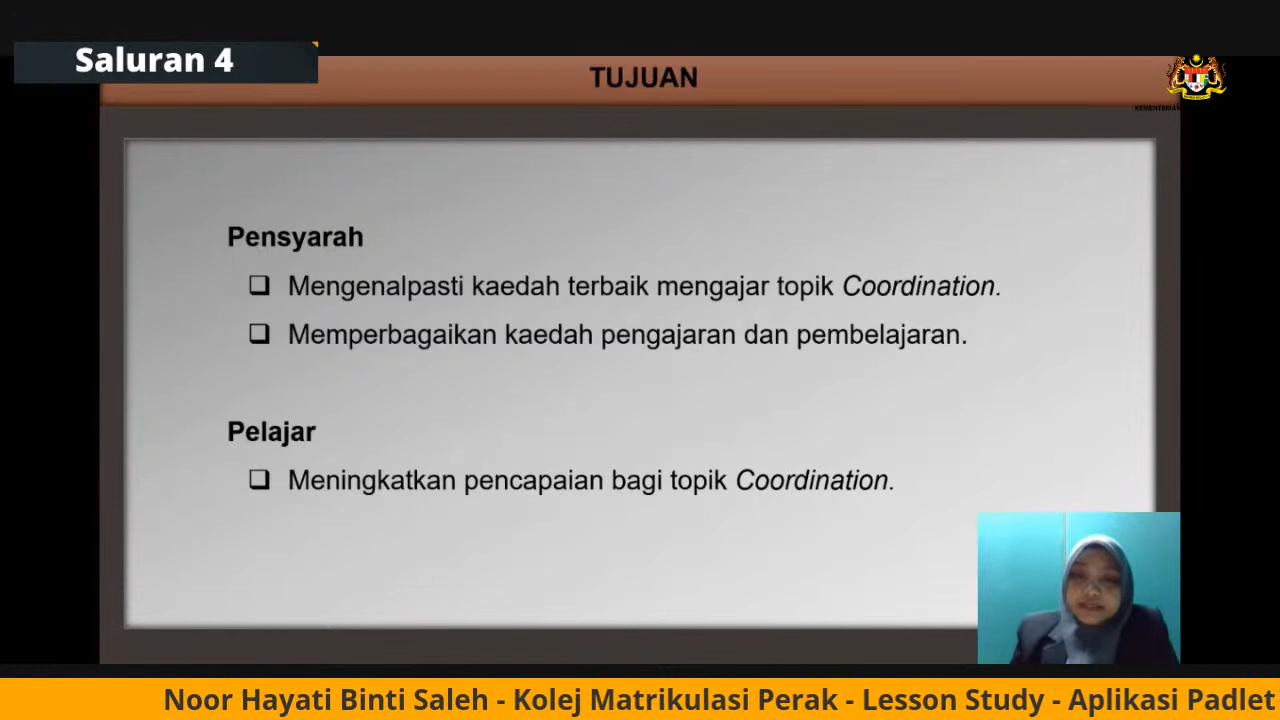 Saluran 4
TUJUAN
KEMENTERIAN
Pensyarah
❑ Mengenalpasti kaedah terbaik mengajar topik Coordination.
❑ Memperbagaikan kaedah pengajaran dan pembelajaran.
Pelajar
❑ Meningkatkan pencapaian bagi topik Coordination.
Noor Hayati Binti Saleh - Kolej Matrikulasi Perak - Lesson Study - Aplikasi Padlet